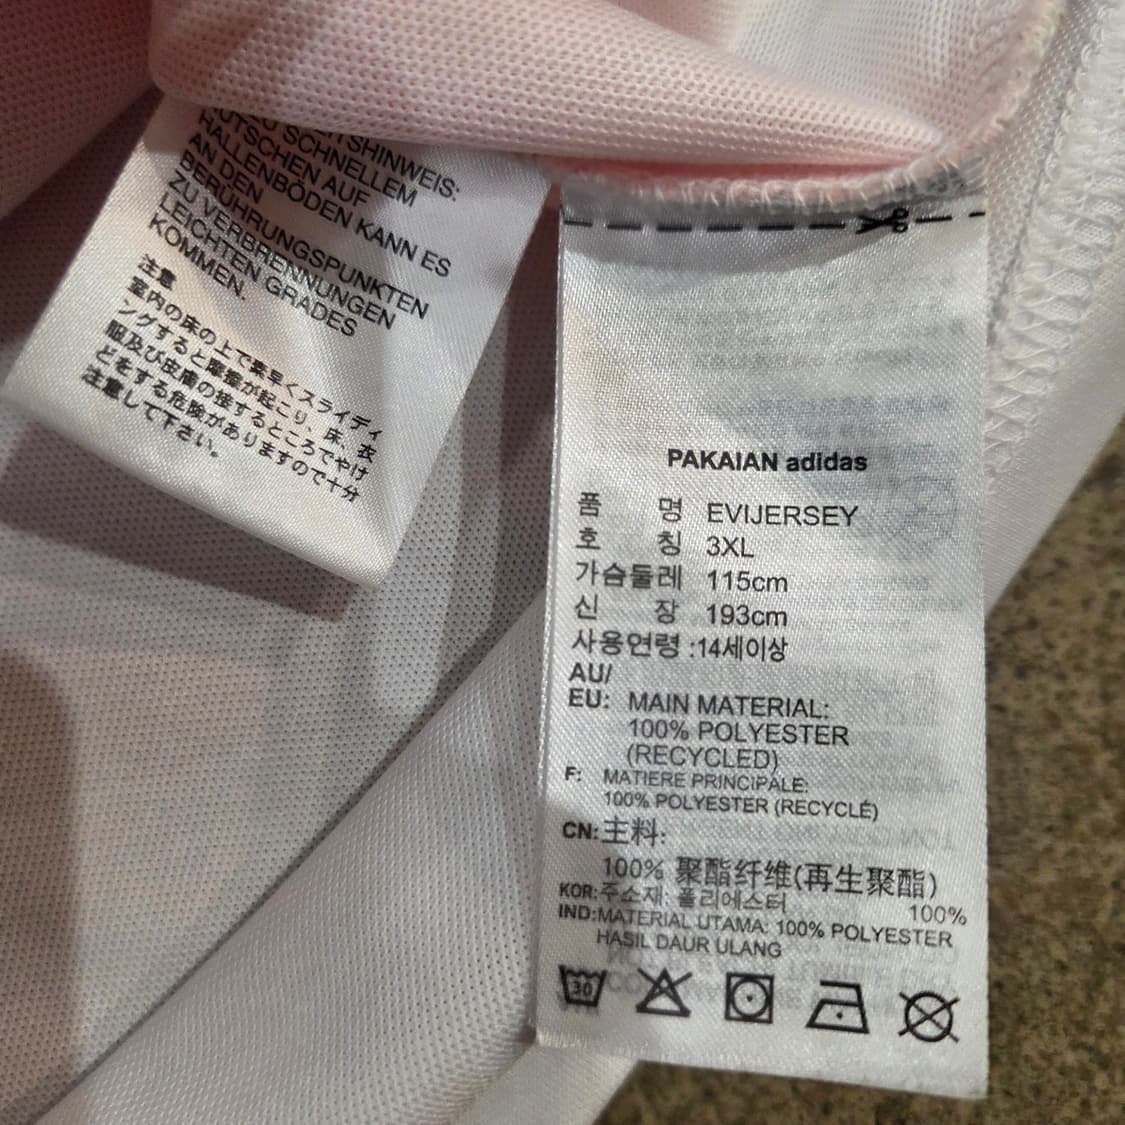 SHINWEIS:
SCHNELLEM
RUTSCHEN AUF
HALLENBÖDEN KANN ES
AN DEN
BERÜHRUNGSPUNKTEN
ZU VERBRENNUNGEN
LEICHTEN GRADES
KOMMEN.
注意
室内の床の上で素早くスライディ
ングすると摩擦が起こり、床、衣
服及び皮膚の接するところでやけ
どをする危険がありますので十分
注意して下さい。
PAKAIAN adidas
품 명 EVIJERSEY
호 칭 3XL
가슴둘레 115cm
신 장 193cm
사용연령 :14세이상
AU/
EU: MAIN MATERIAL:
100% POLYESTER
(RECYCLED)
F: MATIERE PRINCIPALE:
100% POLYESTER (RECYCLÉ)
CN:主料:
100% 聚酯纤维(再生聚酯)
KOR:주소재: 폴리에스터 100%
IND:MATERIAL UTAMA: 100% POLYESTER
HASIL DAUR ULANG
30